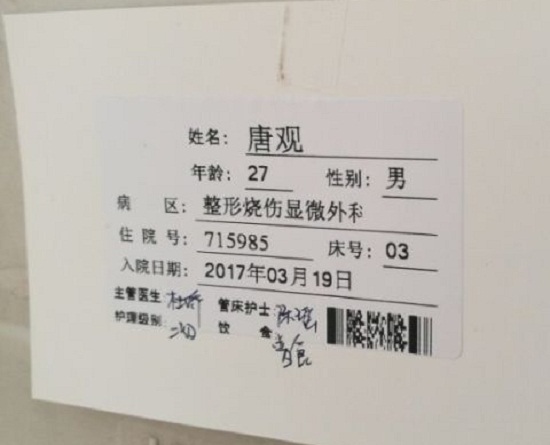 姓名: 唐观
年龄: 27 性别: 男
病 区: 整形烧伤显微外科
住 院 号: 715985 床号: 03
入院日期: 2017年03月19日
主管医生 管床护士
护理级别 饮 食